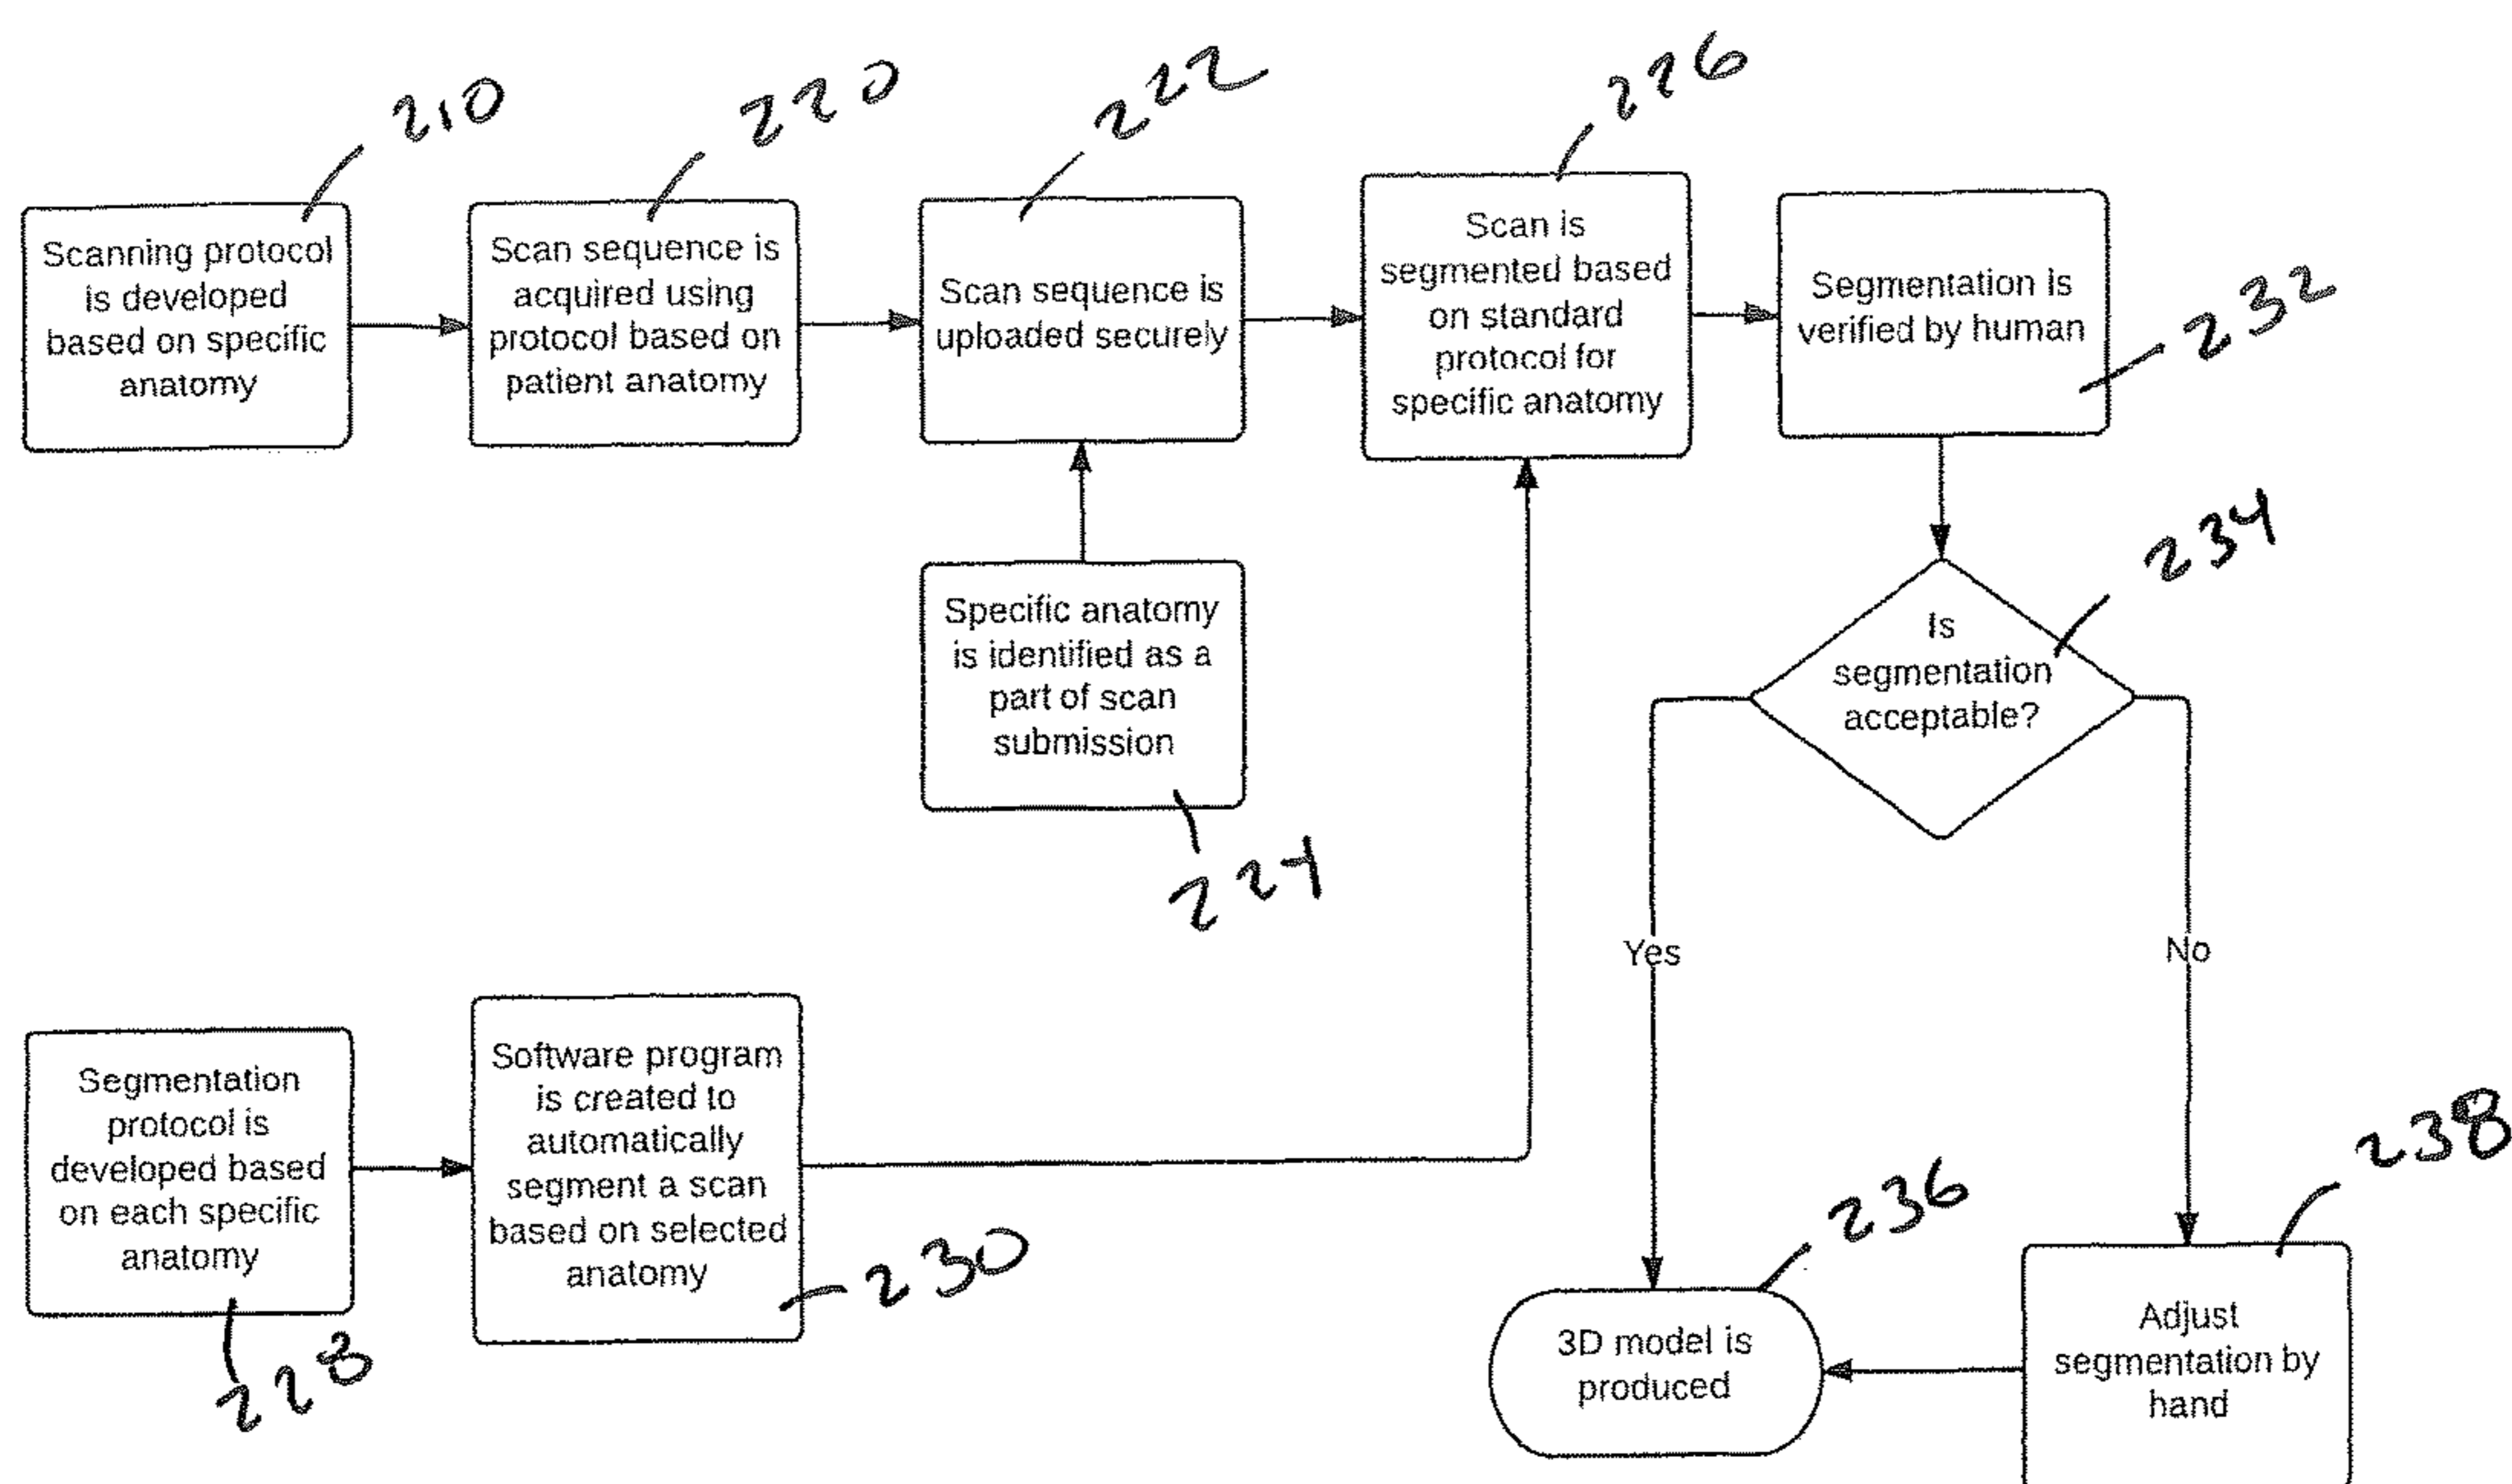 210
220
222
226
Scanning protocol
is developed
based on specific
anatomy
Scan sequence is
acquired using
protocol based on
patient anatomy
Scan sequence is
uploaded securely
Scan is
segmented based
on standard
protocol for
specific anatomy
Segmentation is
verified by human
232
Specific anatomy
is identified as a
part of scan
submission
224
Is
segmentation
acceptable?
234
Yes
No
Segmentation
protocol is
developed based
on each specific
anatomy
228
Software program
is created to
automatically
segment a scan
based on selected
anatomy
230
3D model is
produced
236
Adjust
segmentation by
hand
238